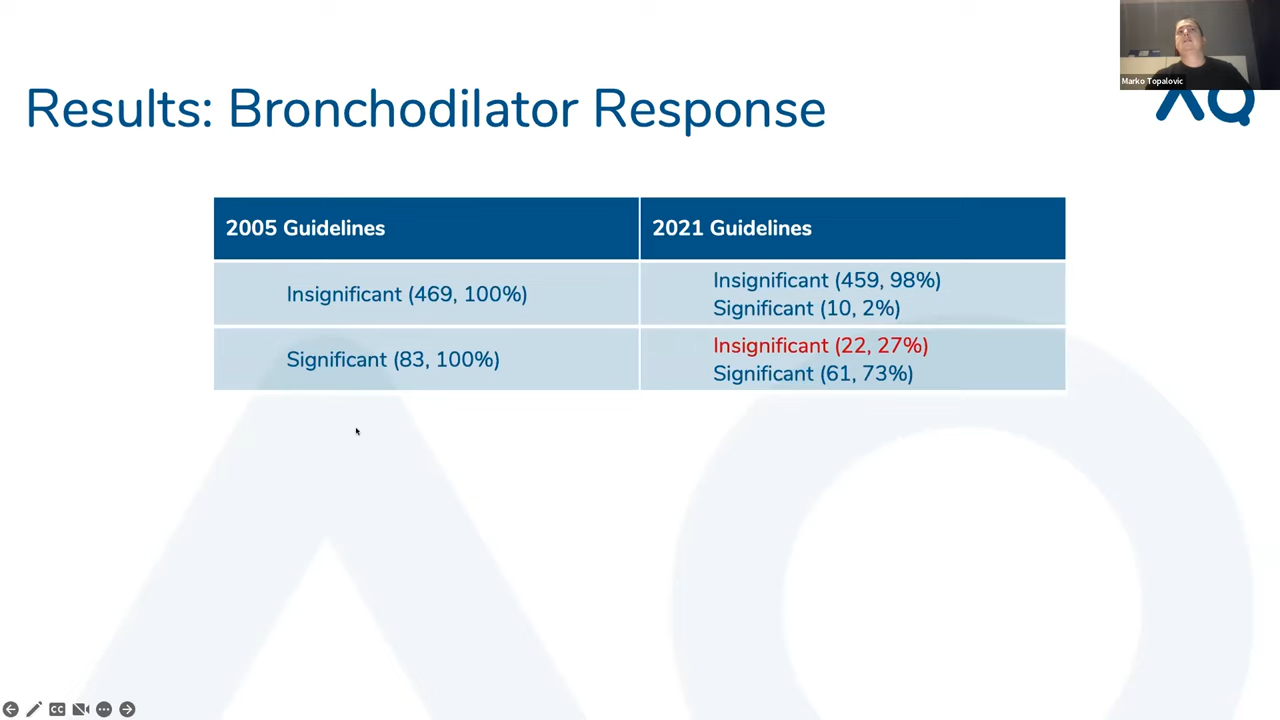 Marko Topalovic
Results: Bronchodilator Response
2005 Guidelines
2021 Guidelines
Insignificant (469, 100%)
Insignificant (459, 98%)
Significant (10, 2%)
Significant (83, 100%)
Insignificant (22, 27%)
Significant (61, 73%)
CC